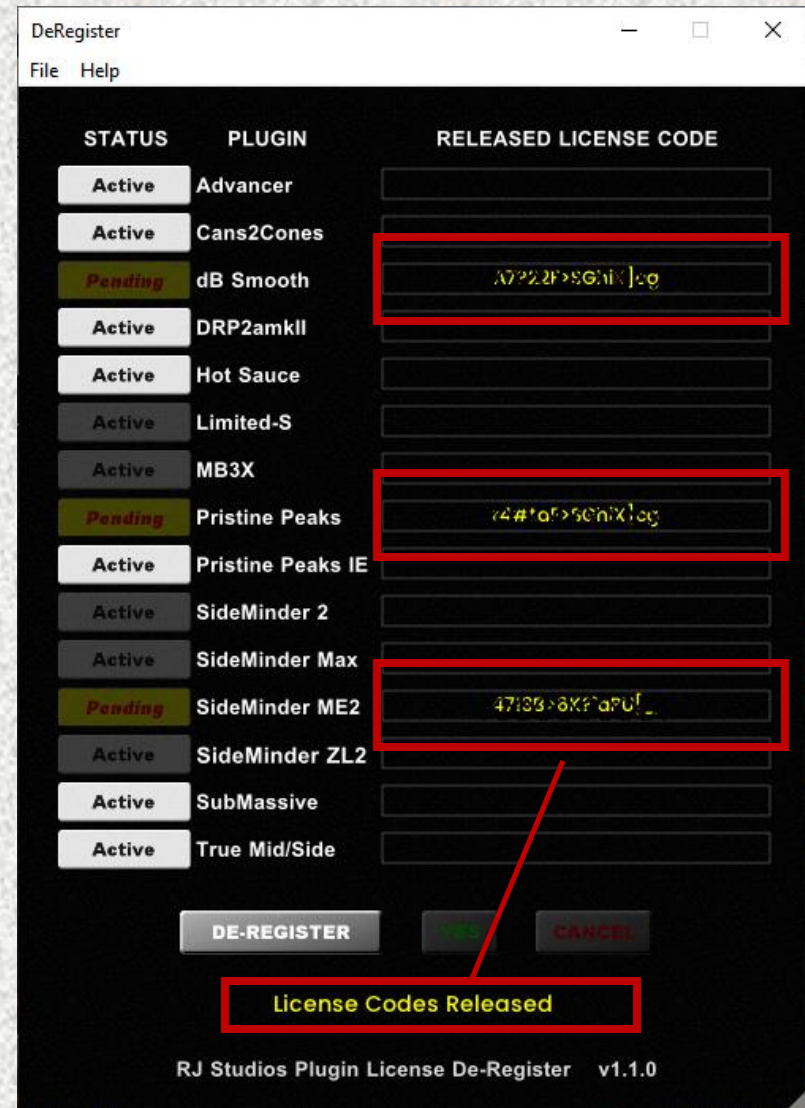 DeRegister
File Help
STATUS PLUGIN RELEASED LICENSE CODE
Active Advancer
Active Cans2Cones
Pending dB Smooth
Active DRP2amkII
Active Hot Sauce
Active Limited-S
Active MB3X
Pending Pristine Peaks
Active Pristine Peaks IE
Active SideMinder 2
Active SideMinder Max
Pending SideMinder ME2
Active SideMinder ZL2
Active SubMassive
Active True Mid/Side
DE-REGISTER YES CANCEL
License Codes Released
RJ Studios Plugin License De-Register v1.1.0